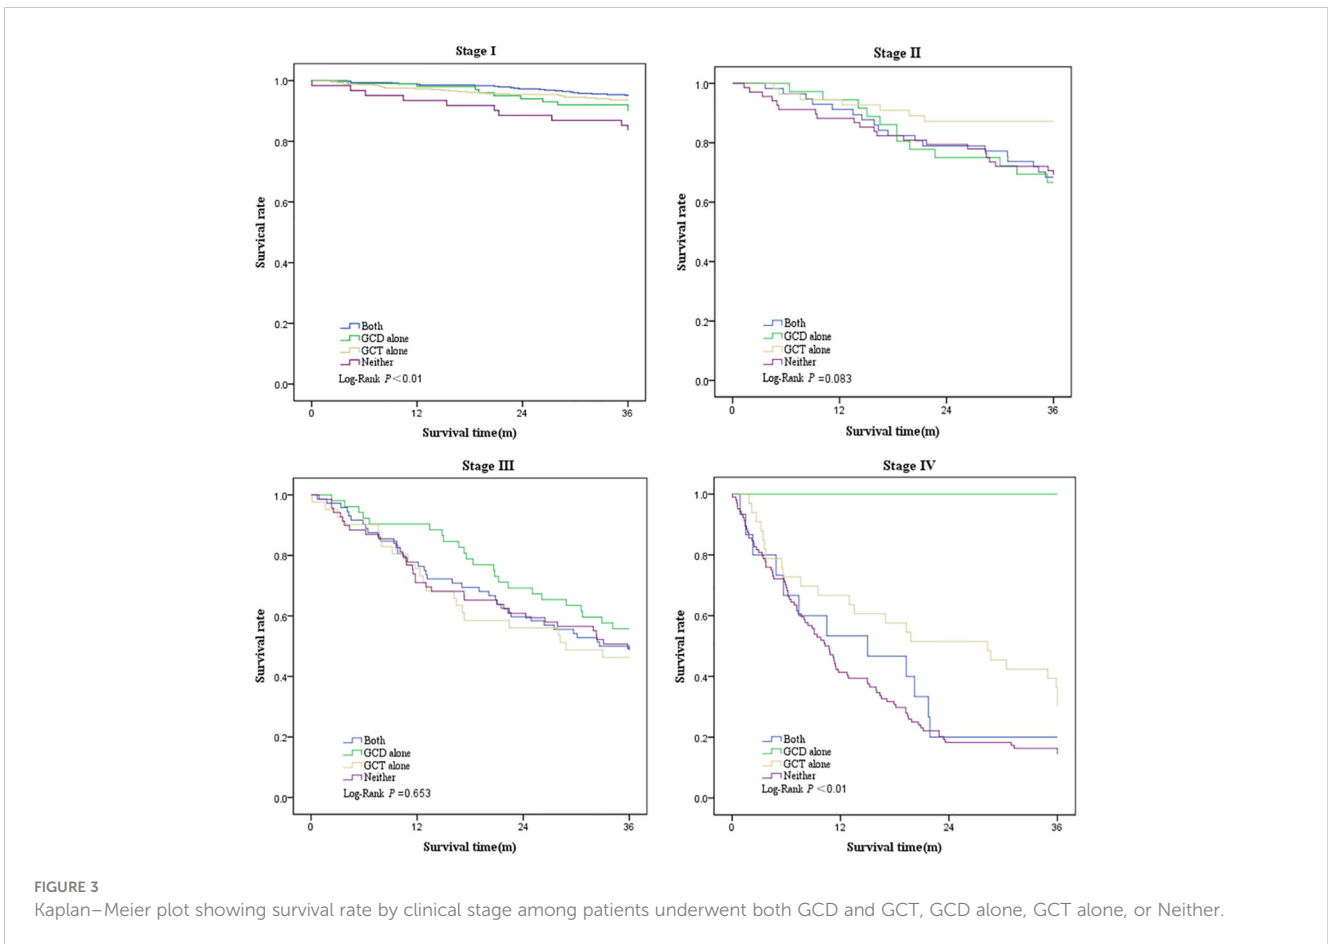 Stage I
1.0
0.8
0.6
0.4
0.2
0.0
Survical rate
Both
GCD alone
GCT alone
Neither
Log-Rank P<0.01
0 12 24 36
Survival time(m)
Stage II
1.0
0.8
0.6
0.4
0.2
0.0
Survival rate
Both
GCD alone
GCT alone
Neither
Log-Rank P =0.083
0 12 24 36
Survival time(m)
Stage III
1.0
0.8
0.6
0.4
0.2
0.0
Survival rate
Both
GCD alone
GCT alone
Neither
Log-Rank P =0.653
0 12 24 36
Survival time(m)
Stage IV
1.0
0.8
0.6
0.4
0.2
0.0
Survival rate
Both
GCD alone
GCT alone
Neither
Log-Rank P <0.01
0 12 24 36
Survival time(m)
FIGURE 3
Kaplan–Meier plot showing survival rate by clinical stage among patients underwent both GCD and GCT, GCD alone, GCT alone, or Neither.